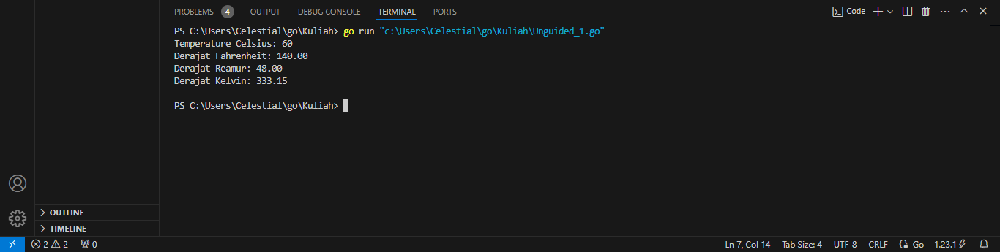 PROBLEMS 4 OUTPUT DEBUG CONSOLE TERMINAL PORTS Code
PS C:\Users\Celestial\go\Kuliah> go run "c:\Users\Celestial\go\Kuliah\Unguided_1.go"
Temperature Celsius: 60
Derajat Fahrenheit: 140.00
Derajat Reamur: 48.00
Derajat Kelvin: 333.15
PS C:\Users\Celestial\go\Kuliah>
OUTLINE
TIMELINE
2 2 0 Ln 7, Col 14 Tab Size: 4 UTF-8 CRLF Go 1.23.1